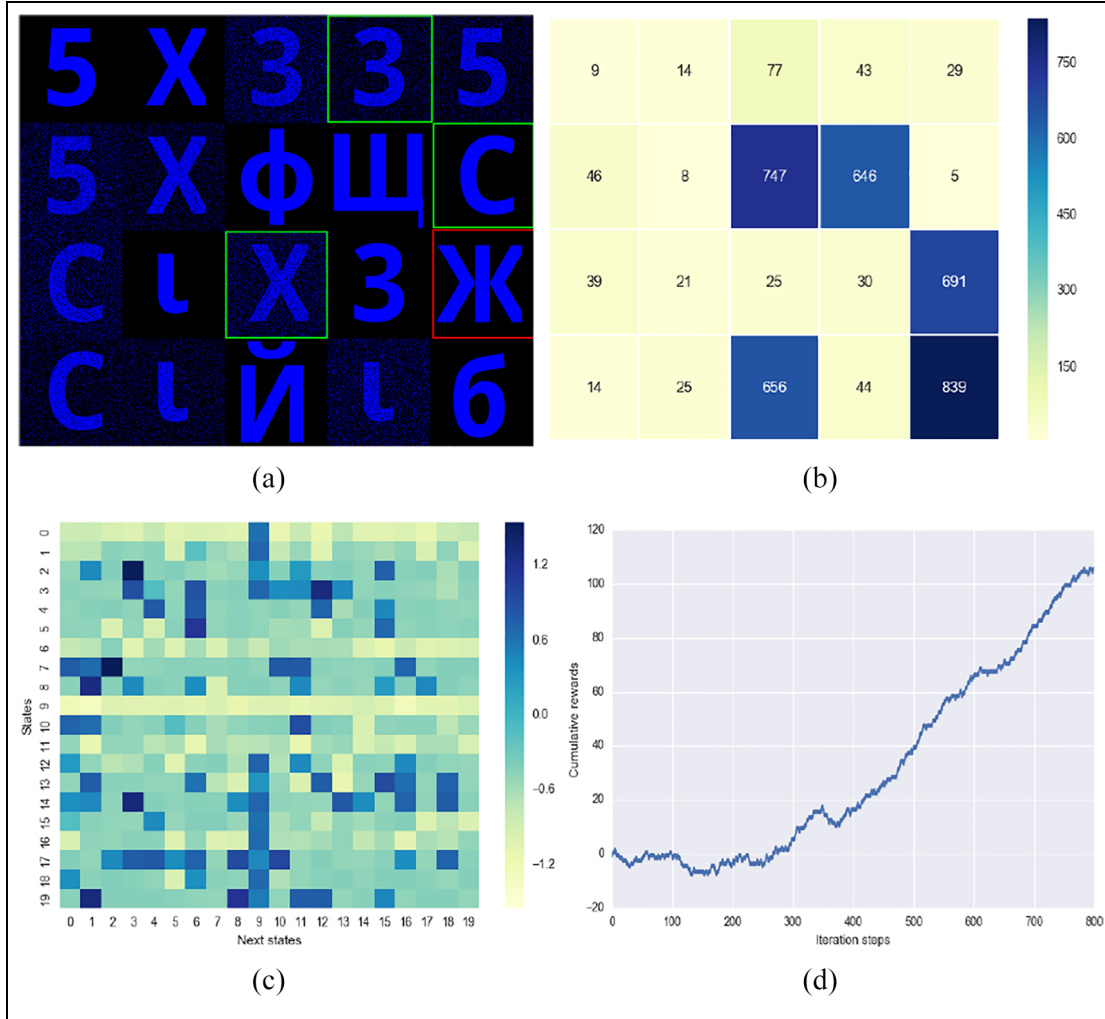 5 X 3 3 5
5 X ф Щ C
C ɩ X 3 Ж
C ɩ Й ɩ б
(a)
9 14 77 43 29
46 8 747 646 5
39 21 25 30 691
14 25 656 44 839
750
600
450
300
150
(b)
States
0
1
2
3
4
5
6
7
8
9
10
11
12
13
14
15
16
17
18
19
0 1 2 3 4 5 6 7 8 9 10 11 12 13 14 15 16 17 18 19
Next states
1.2
0.6
0.0
−0.6
−1.2
(c)
Cumulative rewards
120
100
80
60
40
20
0
−20
0 100 200 300 400 500 600 700 800
Iteration steps
(d)